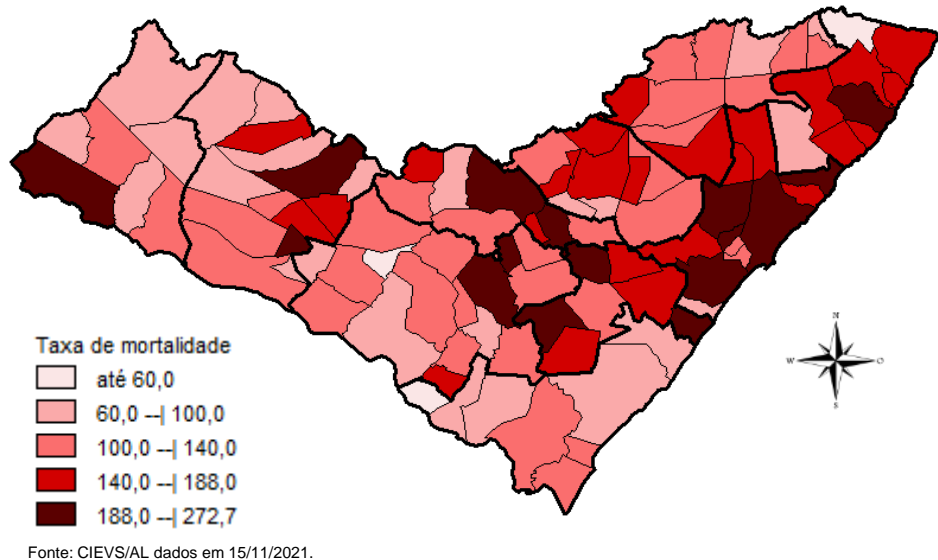 Taxa de mortalidade
até 60,0
60,0 --| 100,0
100,0 --| 140,0
140,0 --| 188,0
188,0 --| 272,7
N
W
O
S
Fonte: CIEVS/AL dados em 15/11/2021.